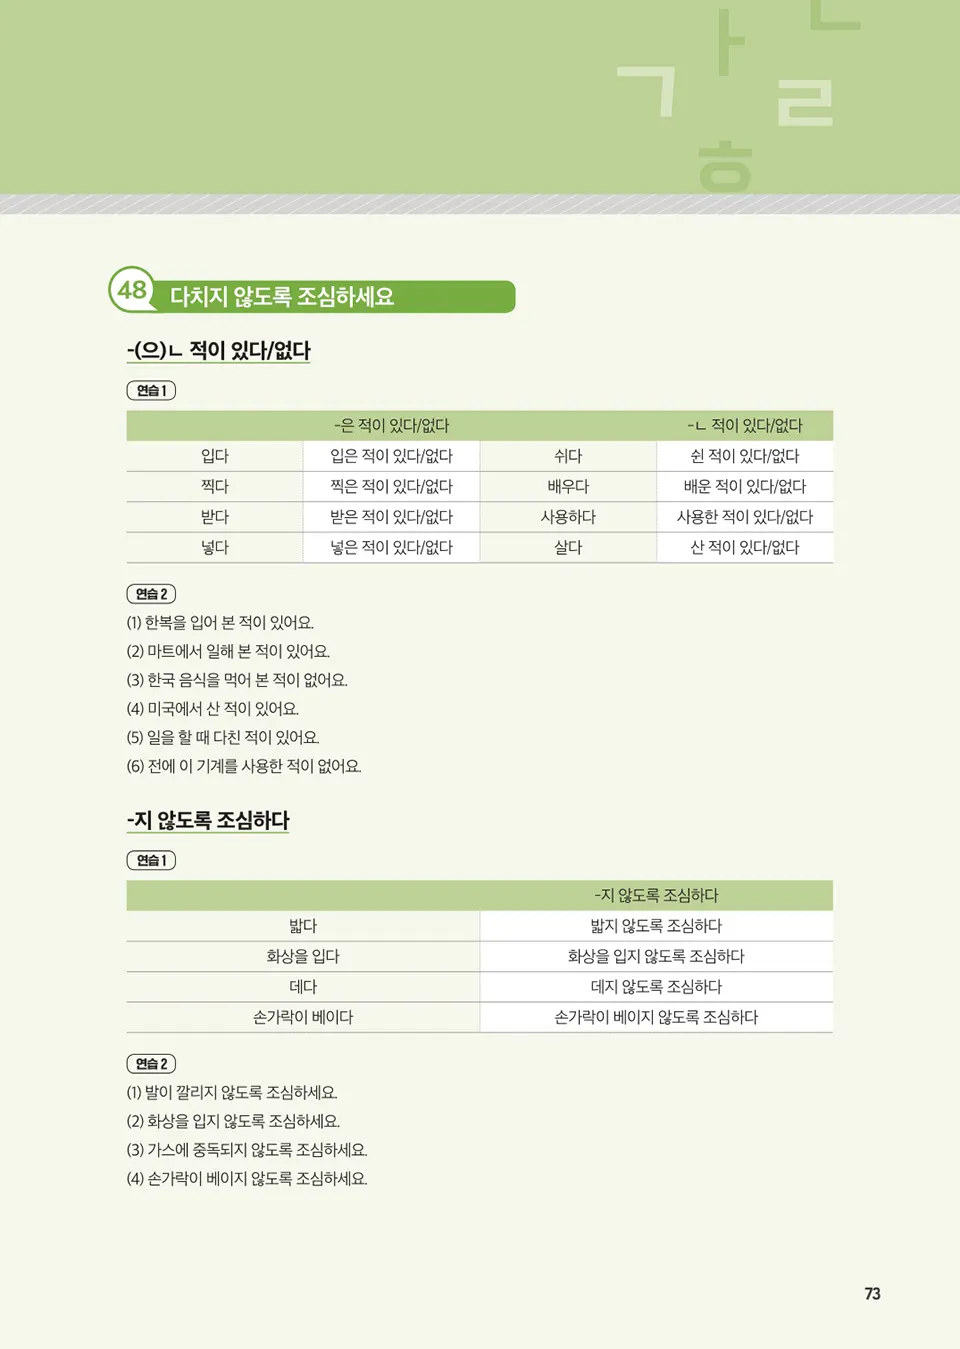 ㄱ ㅏ ㄴ ㄹ ㅎ
48 다치지 않도록 조심하세요
-(으)ㄴ 적이 있다/없다
연습 1
-은 적이 있다/없다 -ㄴ 적이 있다/없다
입다 입은 적이 있다/없다 쉬다 쉰 적이 있다/없다
찍다 찍은 적이 있다/없다 배우다 배운 적이 있다/없다
받다 받은 적이 있다/없다 사용하다 사용한 적이 있다/없다
넣다 넣은 적이 있다/없다 살다 산 적이 있다/없다
연습 2
(1) 한복을 입어 본 적이 있어요.
(2) 마트에서 일해 본 적이 있어요.
(3) 한국 음식을 먹어 본 적이 없어요.
(4) 미국에서 산 적이 있어요.
(5) 일을 할 때 다친 적이 있어요.
(6) 전에 이 기계를 사용한 적이 없어요.
-지 않도록 조심하다
연습 1
-지 않도록 조심하다
밟다 밟지 않도록 조심하다
화상을 입다 화상을 입지 않도록 조심하다
데다 데지 않도록 조심하다
손가락이 베이다 손가락이 베이지 않도록 조심하다
연습 2
(1) 발이 깔리지 않도록 조심하세요.
(2) 화상을 입지 않도록 조심하세요.
(3) 가스에 중독되지 않도록 조심하세요.
(4) 손가락이 베이지 않도록 조심하세요.
73